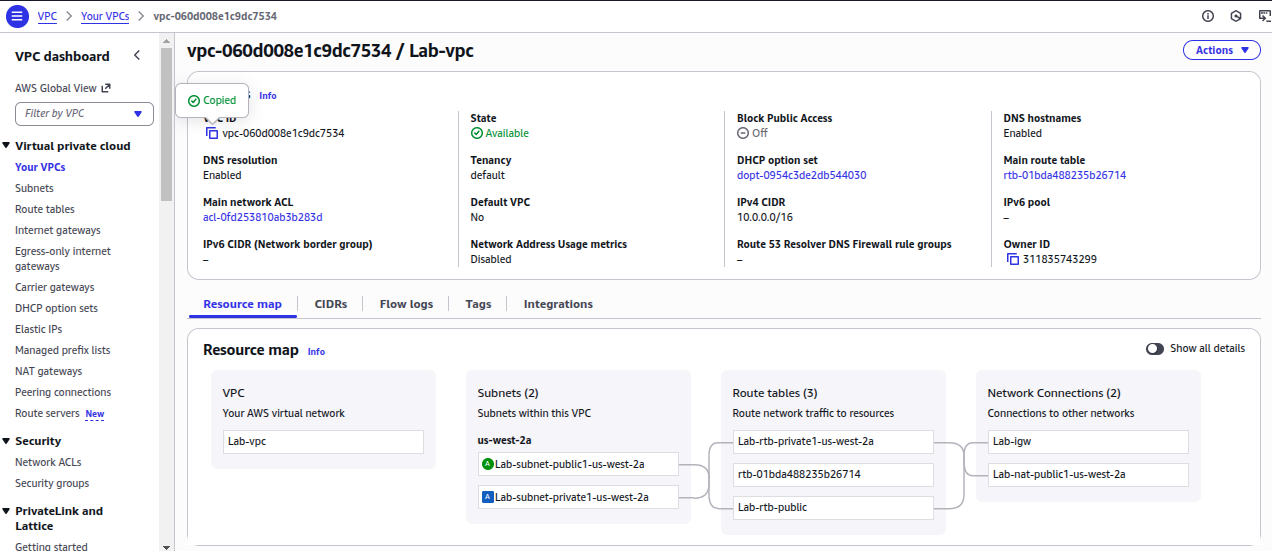 VPC > Your VPCs > vpc-060d008e1c9dc7534
VPC dashboard
AWS Global View
Filter by VPC
Virtual private cloud
Your VPCs
Subnets
Route tables
Internet gateways
Egress-only internet
gateways
Carrier gateways
DHCP option sets
Elastic IPs
Managed prefix lists
NAT gateways
Peering connections
Route servers New
Security
Network ACLs
Security groups
PrivateLink and
Lattice
Getting started
vpc-060d008e1c9dc7534 / Lab-vpc
Actions
Copied
Info
VPC ID
vpc-060d008e1c9dc7534
State
Available
Block Public Access
Off
DNS hostnames
Enabled
DNS resolution
Enabled
Tenancy
default
DHCP option set
dopt-0954c3de2db544030
Main route table
rtb-01bda488235b26714
Main network ACL
acl-0fd253810ab3b283d
Default VPC
No
IPv4 CIDR
10.0.0.0/16
IPv6 pool
–
IPv6 CIDR (Network border group)
–
Network Address Usage metrics
Disabled
Route 53 Resolver DNS Firewall rule groups
–
Owner ID
311835743299
Resource map
CIDRs
Flow logs
Tags
Integrations
Resource map Info
Show all details
VPC
Your AWS virtual network
Lab-vpc
Subnets (2)
Subnets within this VPC
us-west-2a
A Lab-subnet-public1-us-west-2a
A Lab-subnet-private1-us-west-2a
Route tables (3)
Route network traffic to resources
Lab-rtb-private1-us-west-2a
rtb-01bda488235b26714
Lab-rtb-public
Network Connections (2)
Connections to other networks
Lab-igw
Lab-nat-public1-us-west-2a